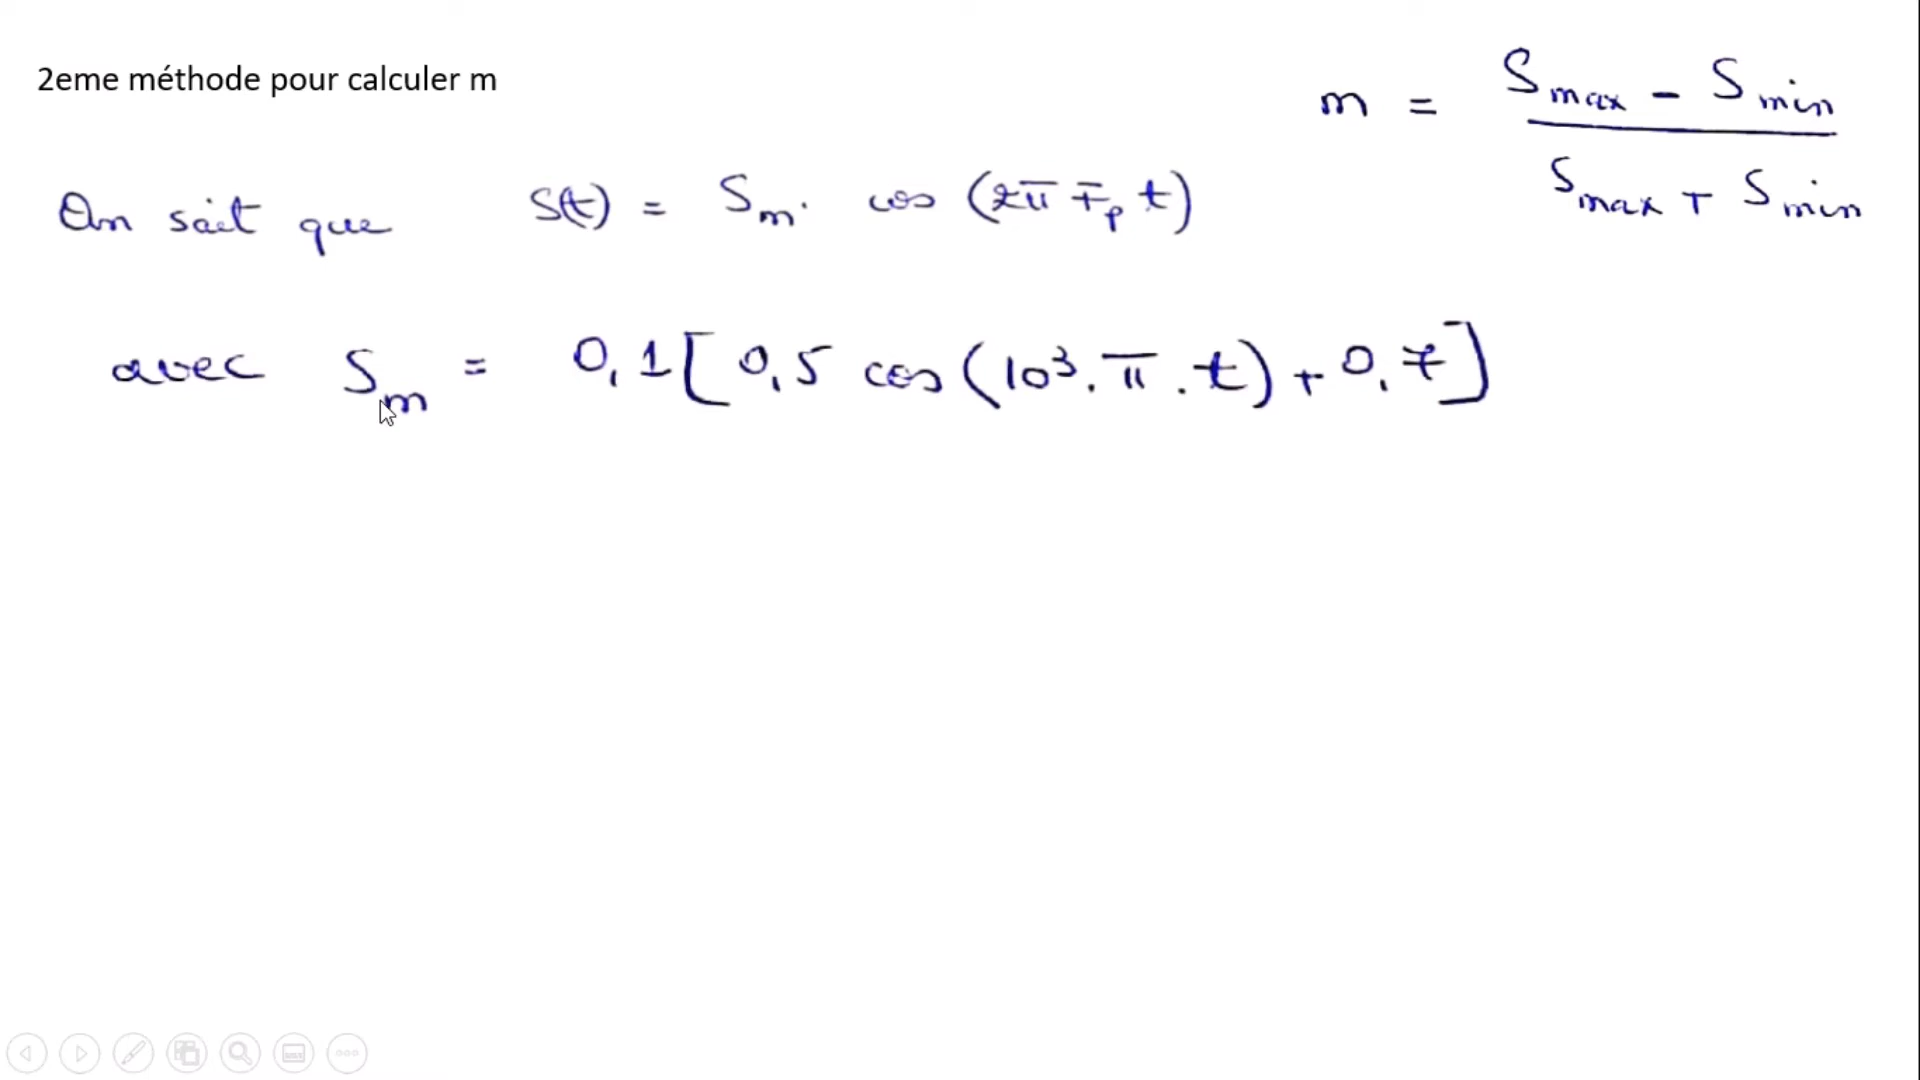 2eme méthode pour calculer m
m = (Smax - Smin) / (Smax + Smin)
On sait que S(t) = Sm. cos (2π Fp t)
avec Sm = 0,1[0,5 cos(10³.π.t) + 0,7]